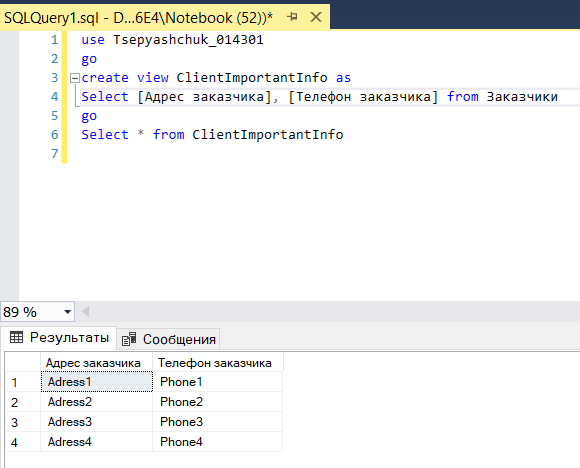 SQLQuery1.sql - D...6E4\Notebook (52))*
1 use Tsepyashchuk_014301
2 go
3 create view ClientImportantInfo as
4 Select [Адрес заказчика], [Телефон заказчика] from Заказчики
5 go
6 Select * from ClientImportantInfo
7
89 %
Результаты Сообщения
Адрес заказчика Телефон заказчика
1 Adress1 Phone1
2 Adress2 Phone2
3 Adress3 Phone3
4 Adress4 Phone4